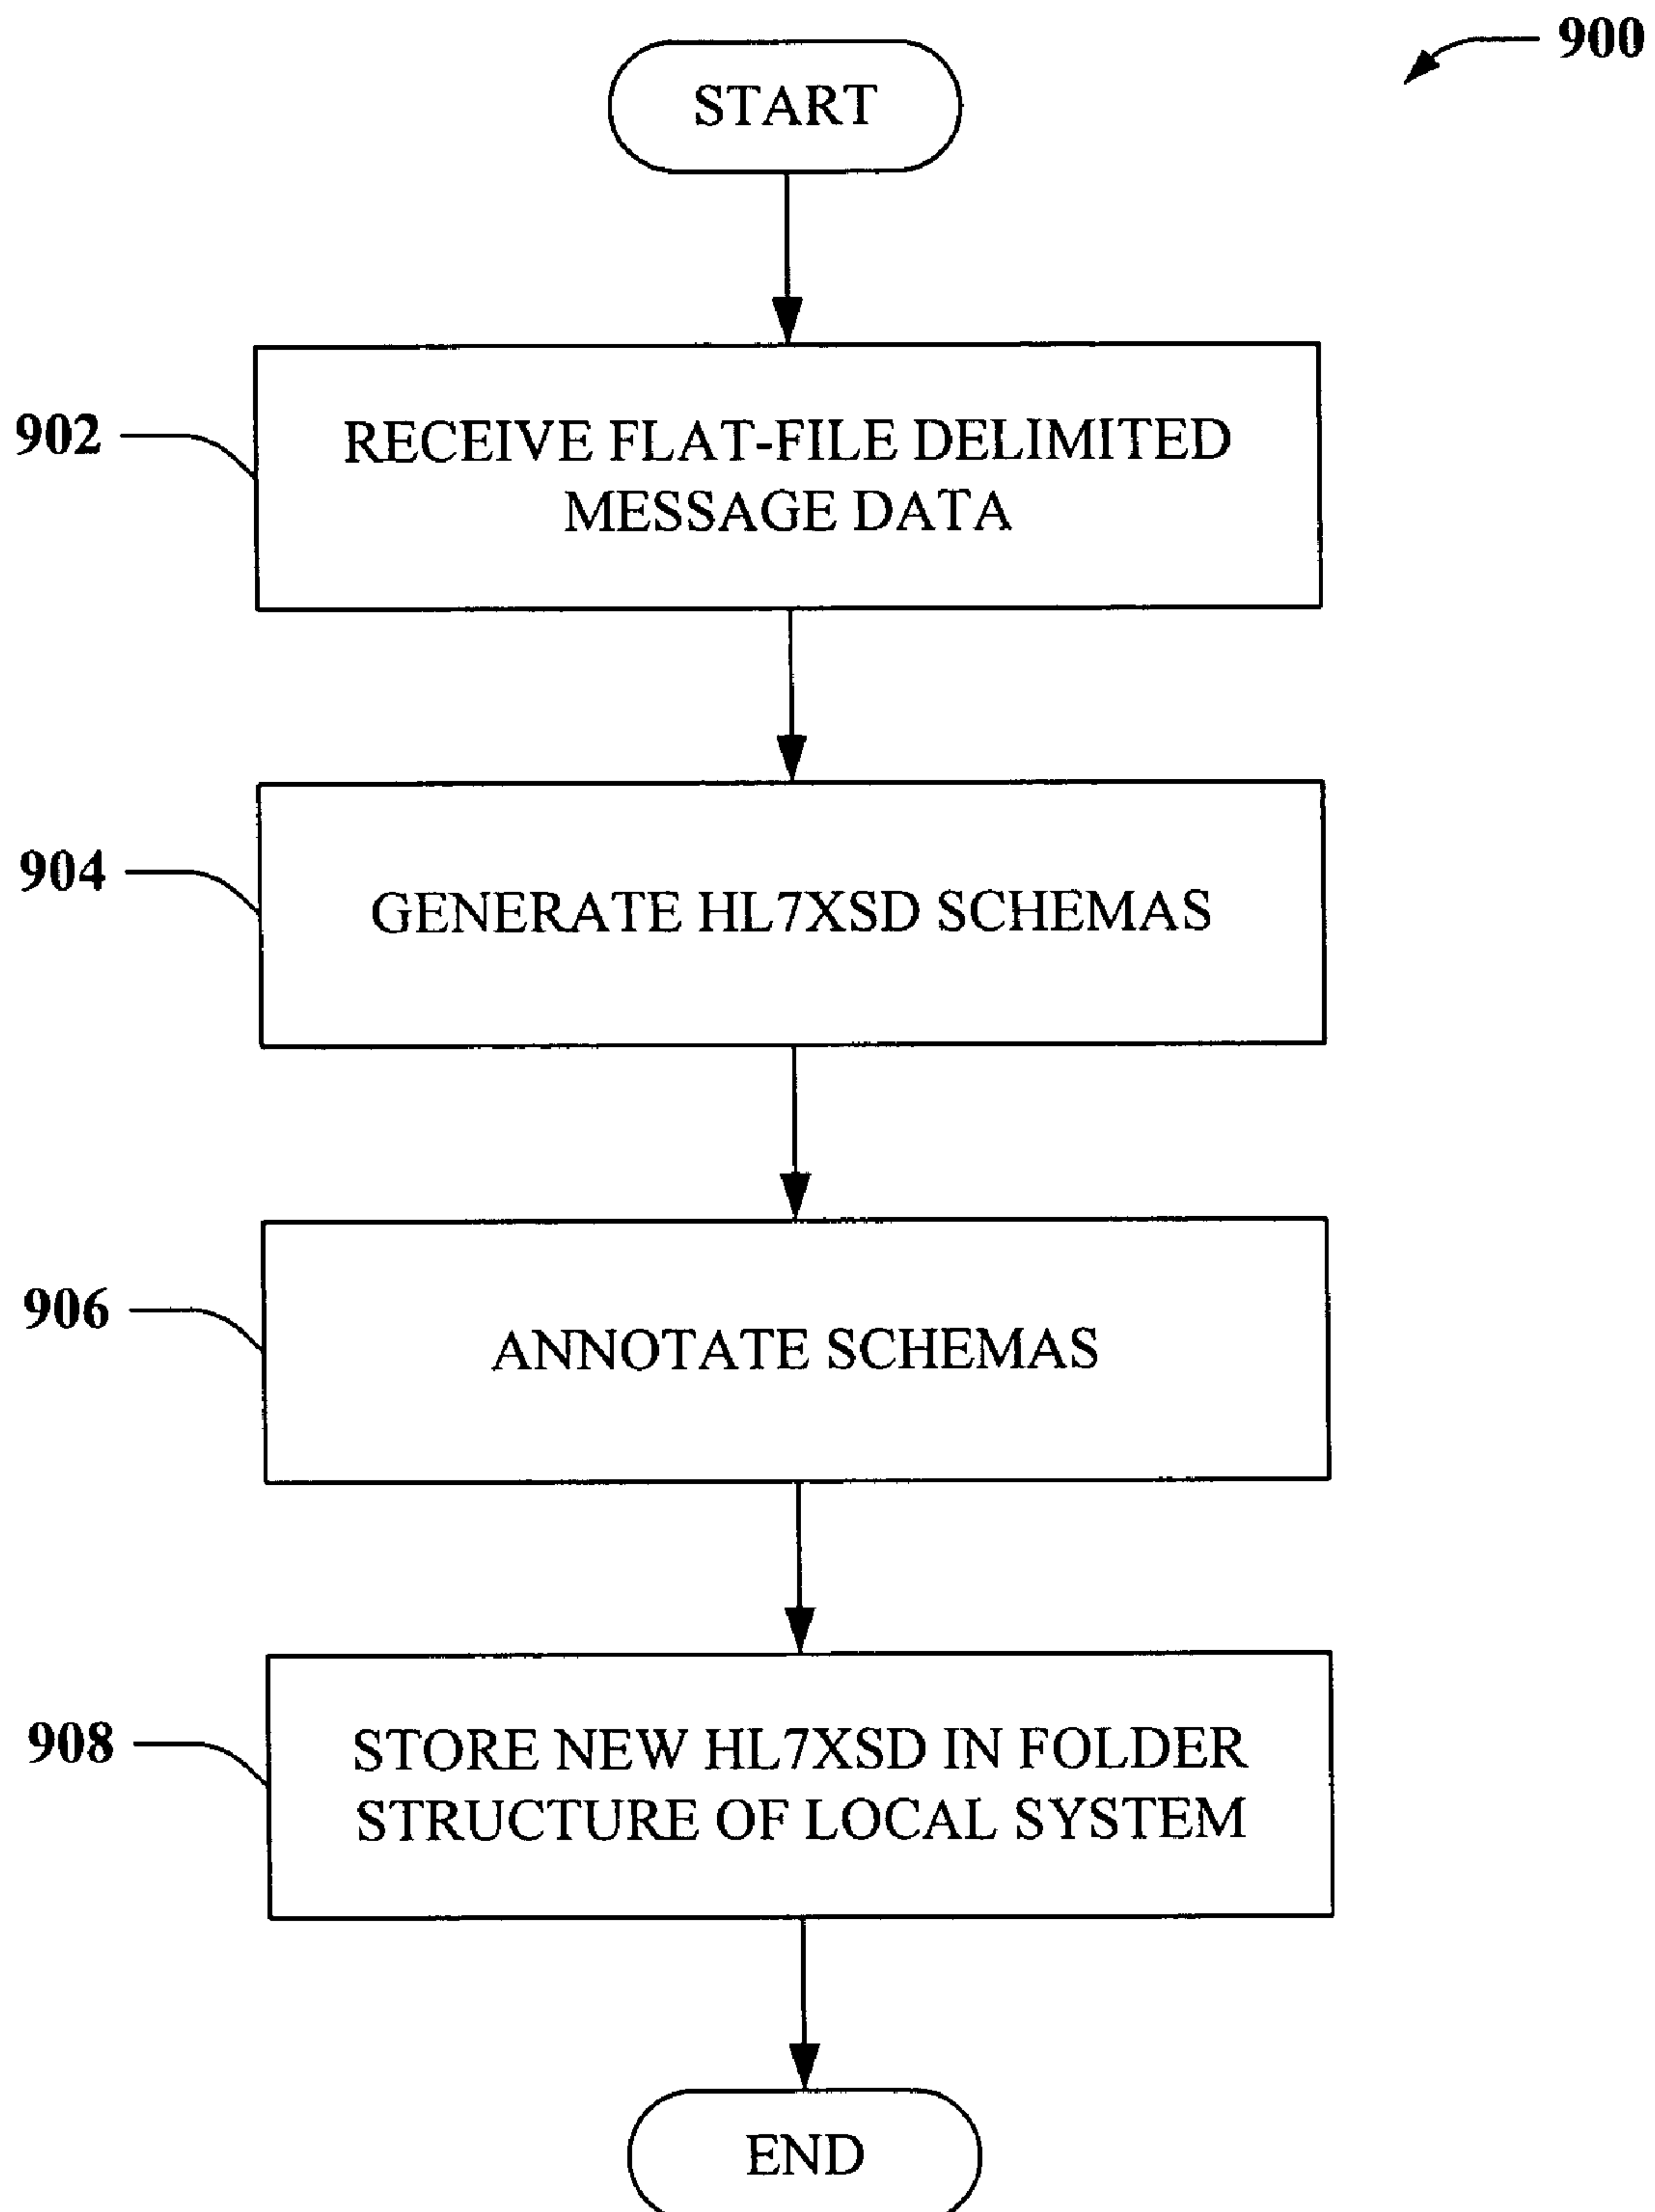 900
START
902
RECEIVE FLAT-FILE DELIMITED
MESSAGE DATA
904
GENERATE HL7XSD SCHEMAS
906
ANNOTATE SCHEMAS
908
STORE NEW HL7XSD IN FOLDER
STRUCTURE OF LOCAL SYSTEM
END